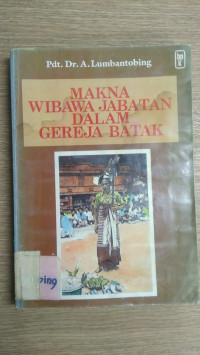 Pdt. Dr. A. Lumbantobing
MAKNA
WIBAWA JABATAN
DALAM
GEREJA BATAK